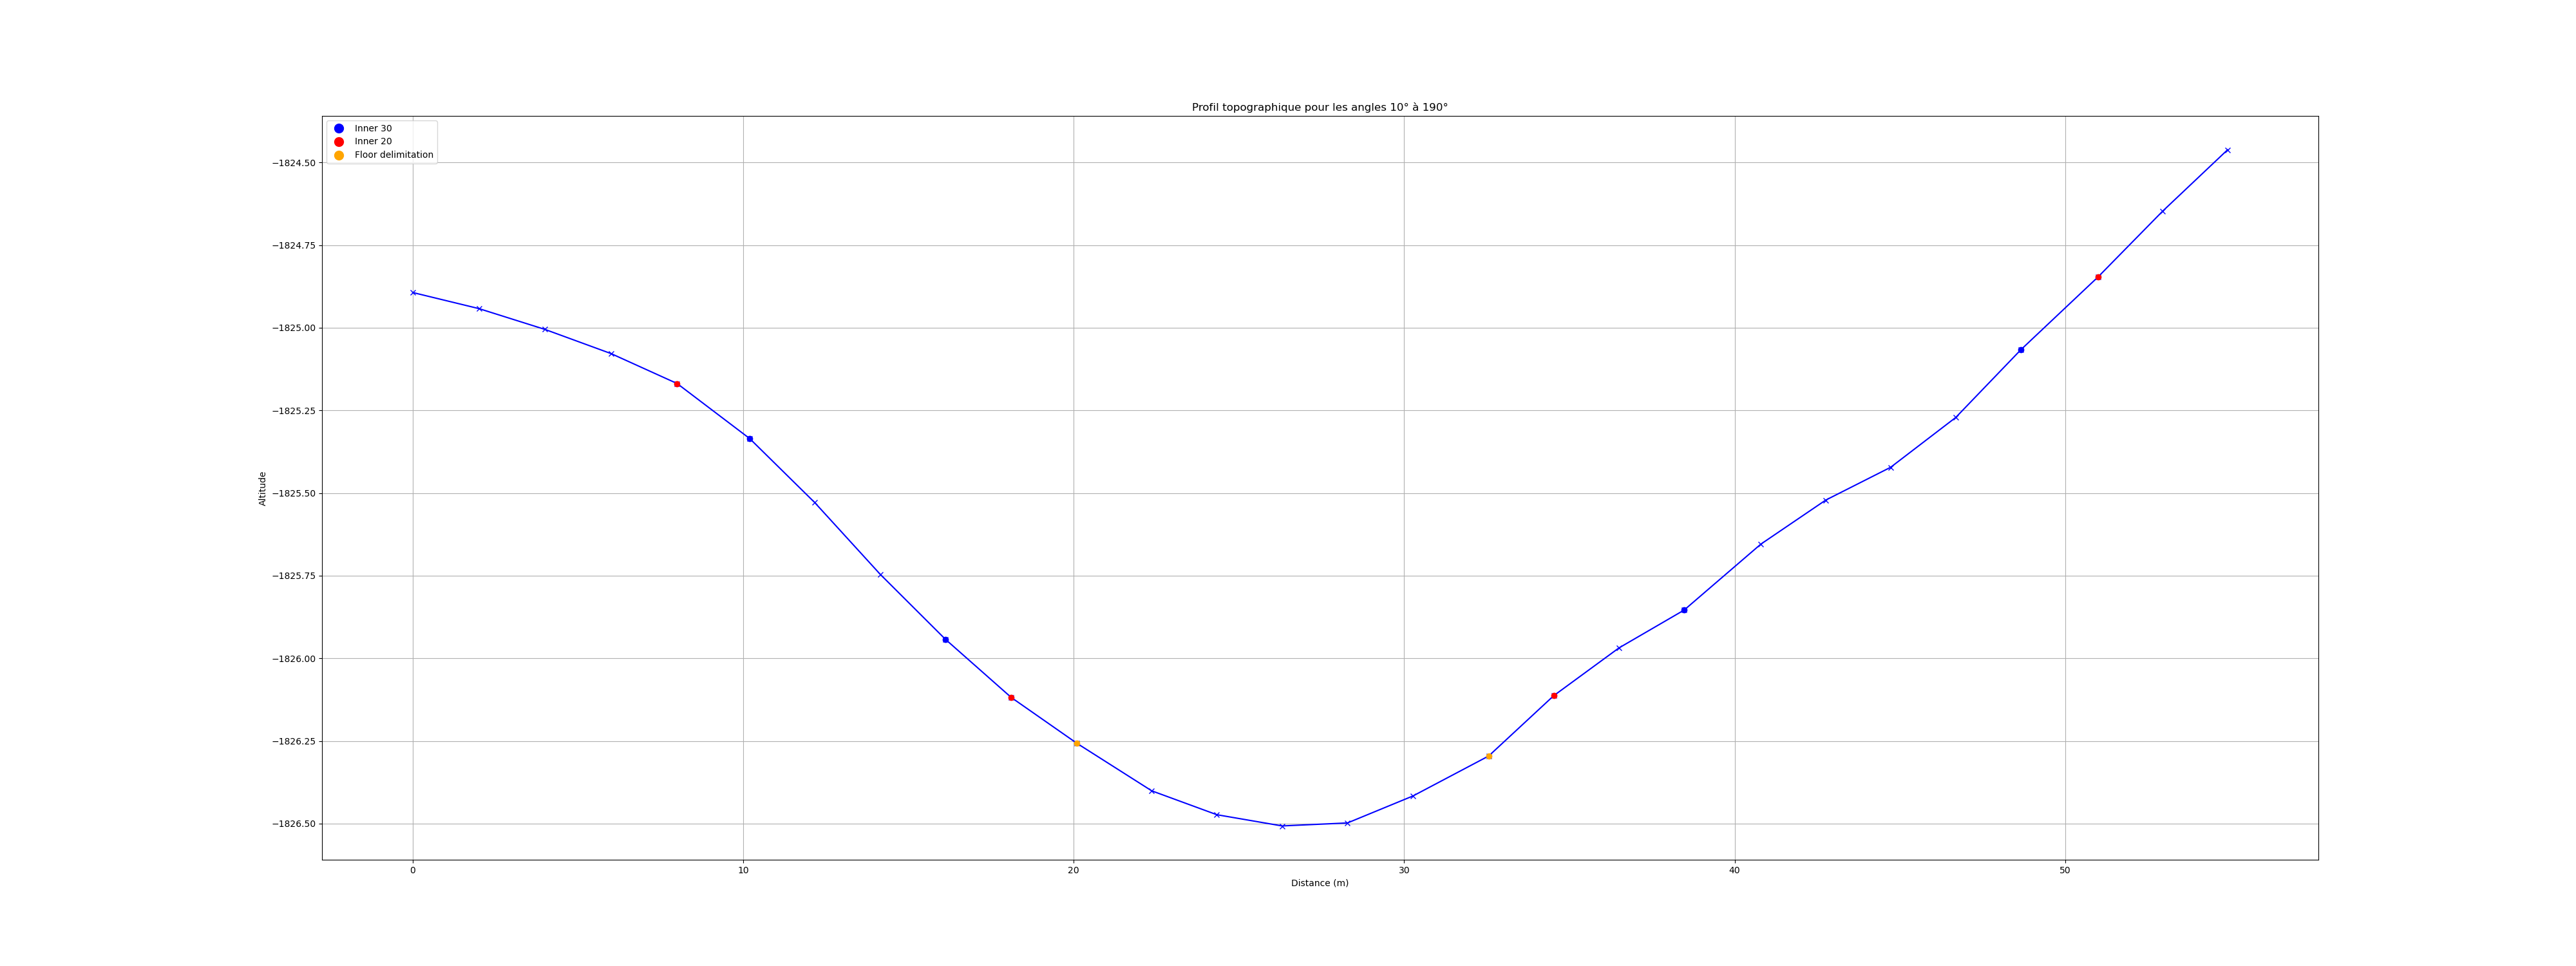 Profil topographique pour les angles 10° à 190°
Inner 30
Inner 20
Floor delimitation
−1824.50
−1824.75
−1825.00
−1825.25
−1825.50
−1825.75
−1826.00
−1826.25
−1826.50
Altitude
0 10 20 30 40 50
Distance (m)